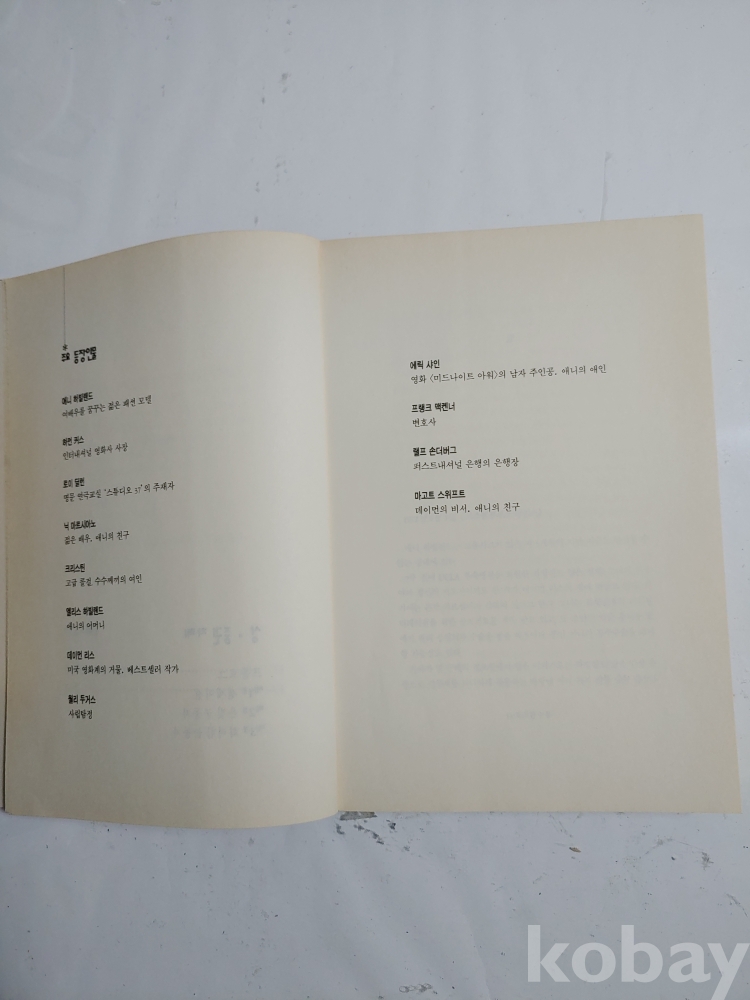 주요 등장인물
애니 허빌랜드
여배우를 꿈꾸는 젊은 패션 모델
허먼 커스
인터내셔널 영화사 사장
로이 딜런
명문 연극교실 '스튜디오 37'의 주재자
닉 마르시아노
젊은 배우. 애니의 친구
크리스틴
고급 콜걸. 수수께끼의 여인
앨리스 허빌랜드
애니의 어머니
데이먼 리스
미국 영화계의 거물. 베스트셀러 작가
월리 두거스
사립탐정
에릭 샤인
영화 〈미드나이트 아워〉의 남자 주인공. 애니의 애인
프랭크 맥켄너
변호사
랠프 손더버그
퍼스트내셔널 은행의 은행장
마고트 스위프트
데이먼의 비서. 애니의 친구
kobay